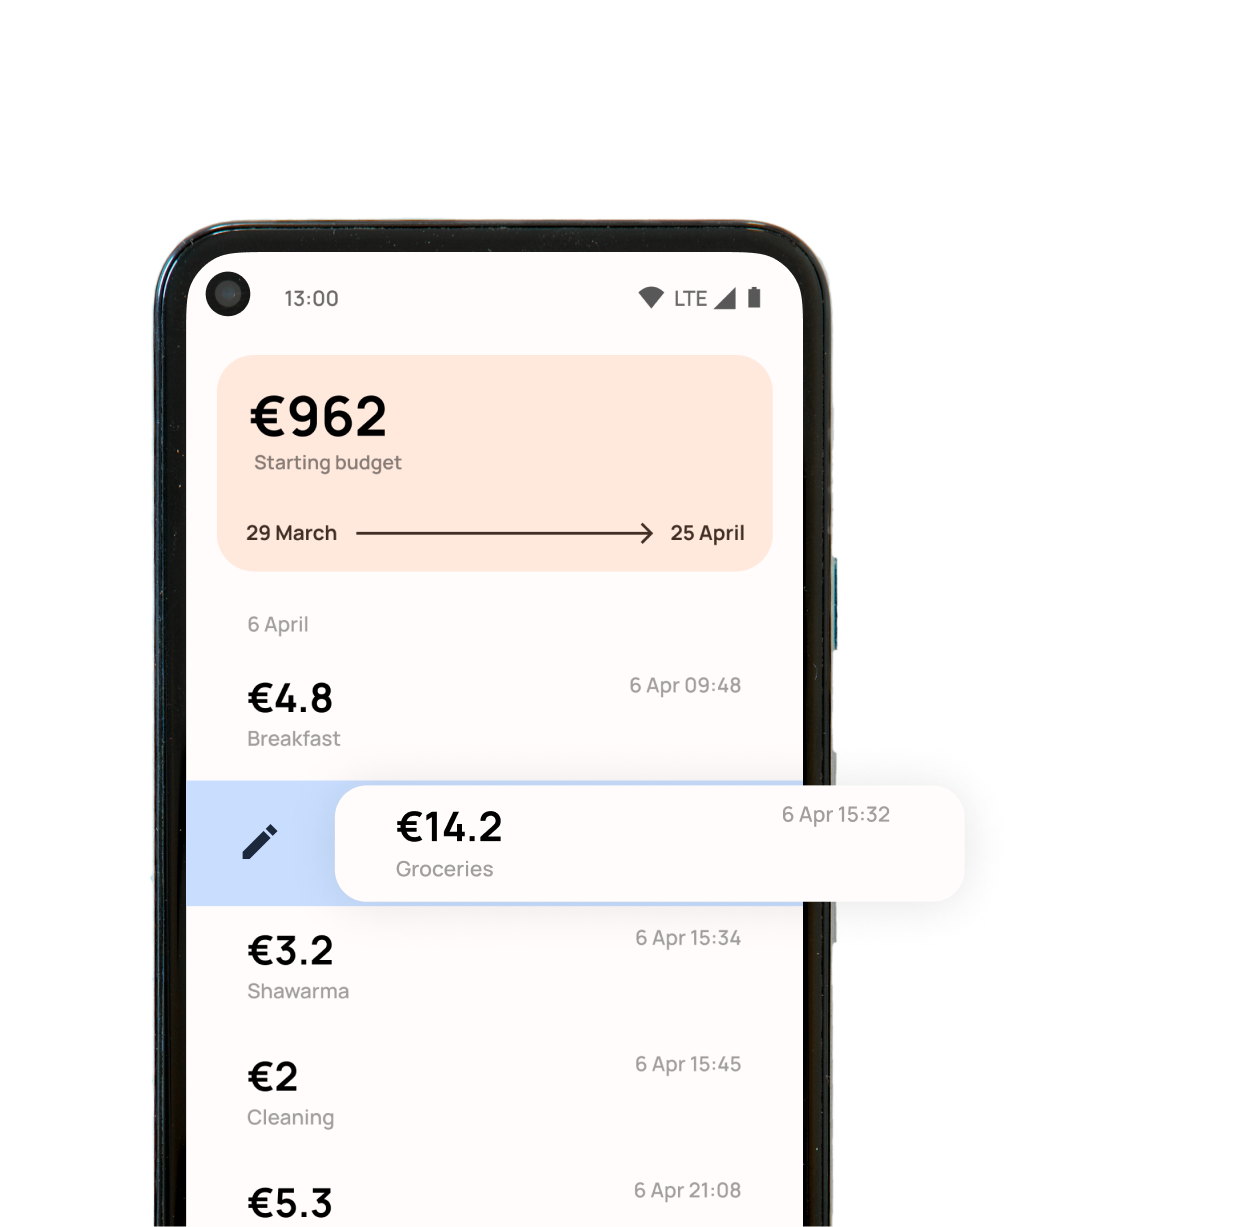 13:00 LTE
€962
Starting budget
29 March 25 April
6 April
€4.8 6 Apr 09:48
Breakfast
€14.2 6 Apr 15:32
Groceries
€3.2 6 Apr 15:34
Shawarma
€2 6 Apr 15:45
Cleaning
€5.3 6 Apr 21:08